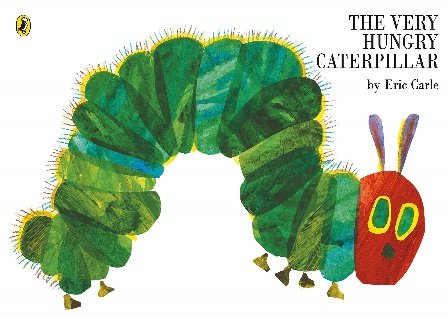 THE VERY
HUNGRY
CATERPILLAR
by Eric Carle